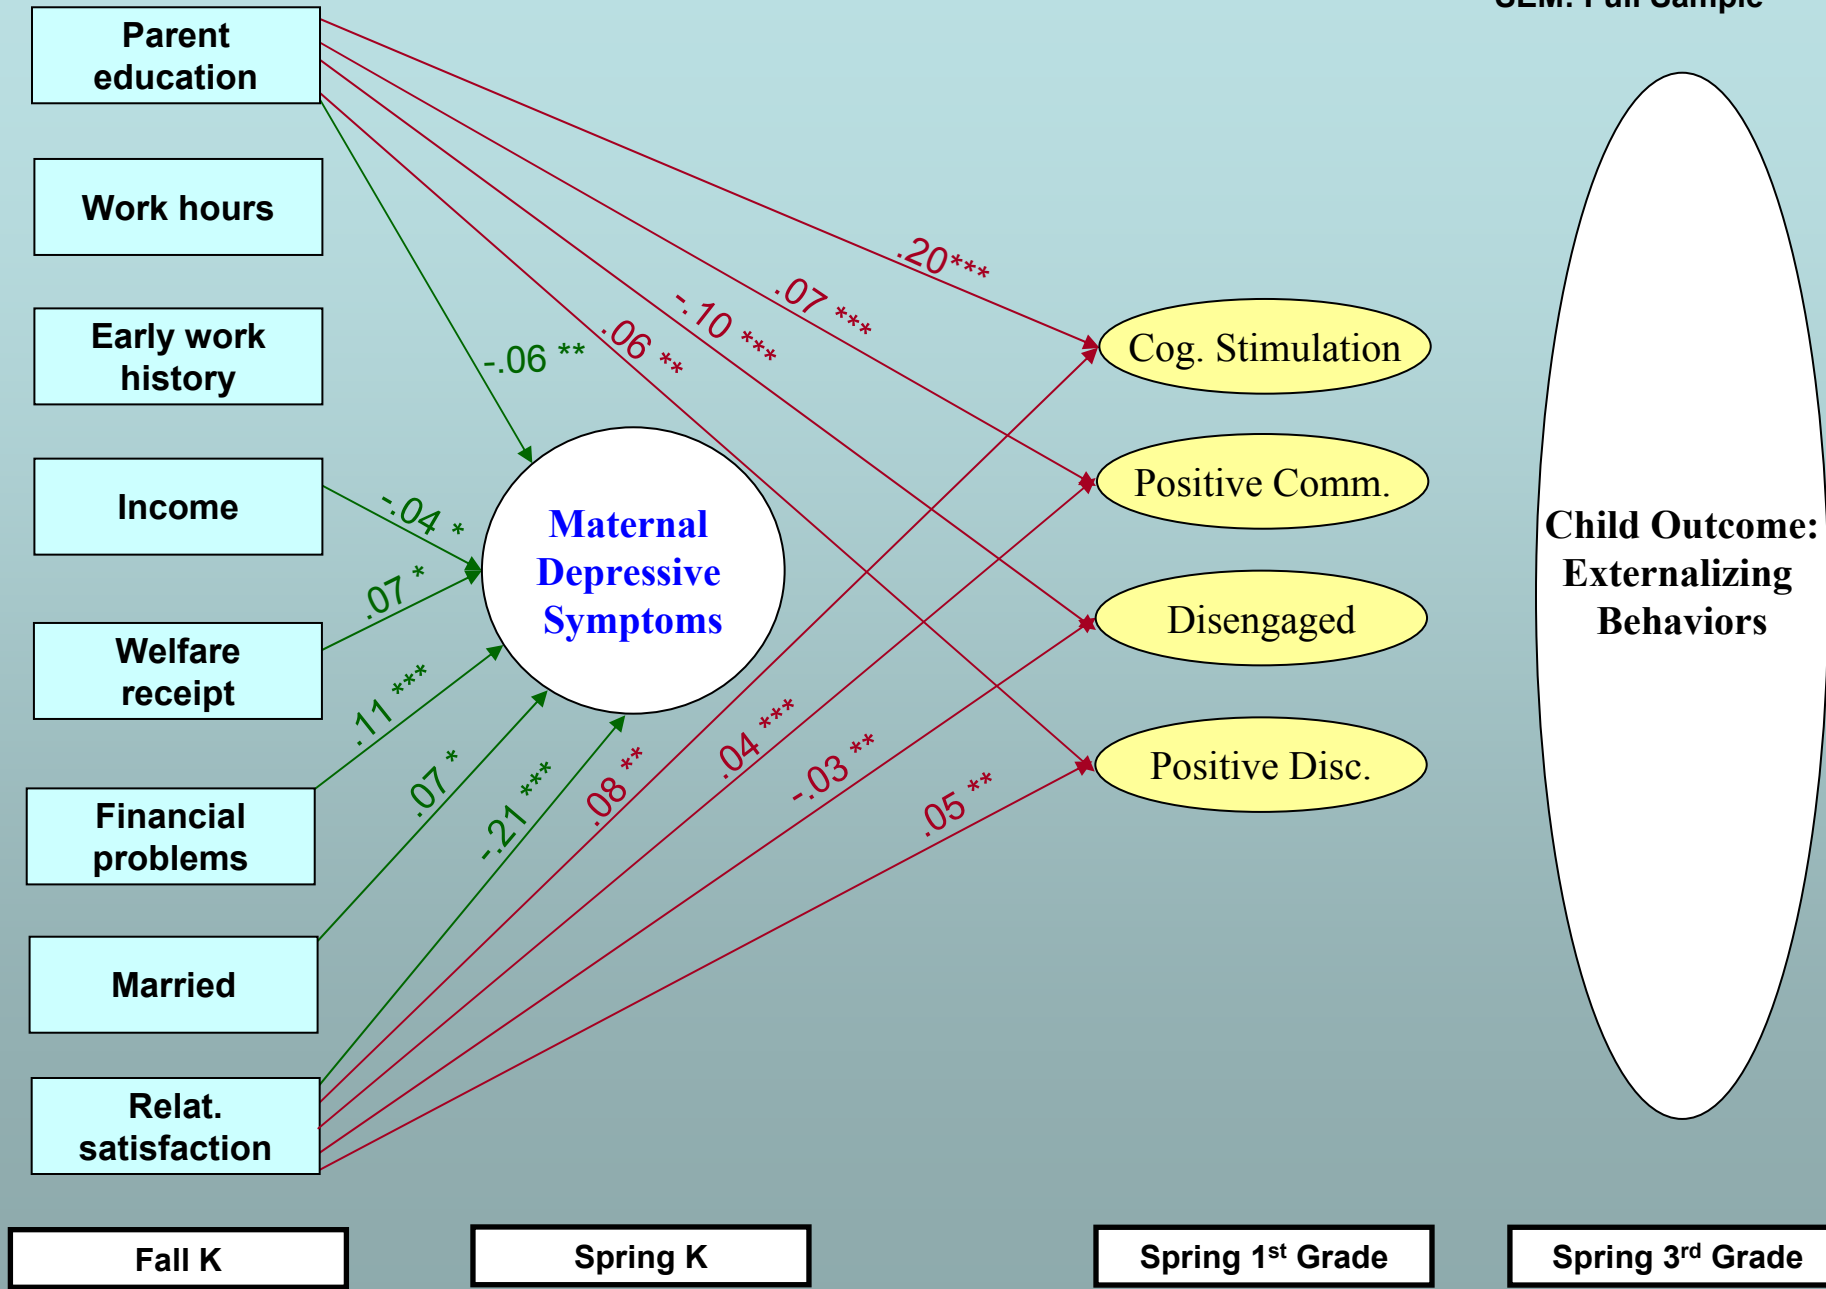 SEM: Full Sample
Parent
education
Work hours
Early work
history
Income
Welfare
receipt
Financial
problems
Married
Relat.
satisfaction
-.06 **
-.04 *
.07 *
.11 ***
.07 *
-.21 ***
Maternal
Depressive
Symptoms
.20***
.07 ***
-.10 ***
.06 **
.08 **
.04 ***
-.03 **
.05 **
Cog. Stimulation
Positive Comm.
Disengaged
Positive Disc.
Child Outcome:
Externalizing
Behaviors
Fall K
Spring K
Spring 1st Grade
Spring 3rd Grade